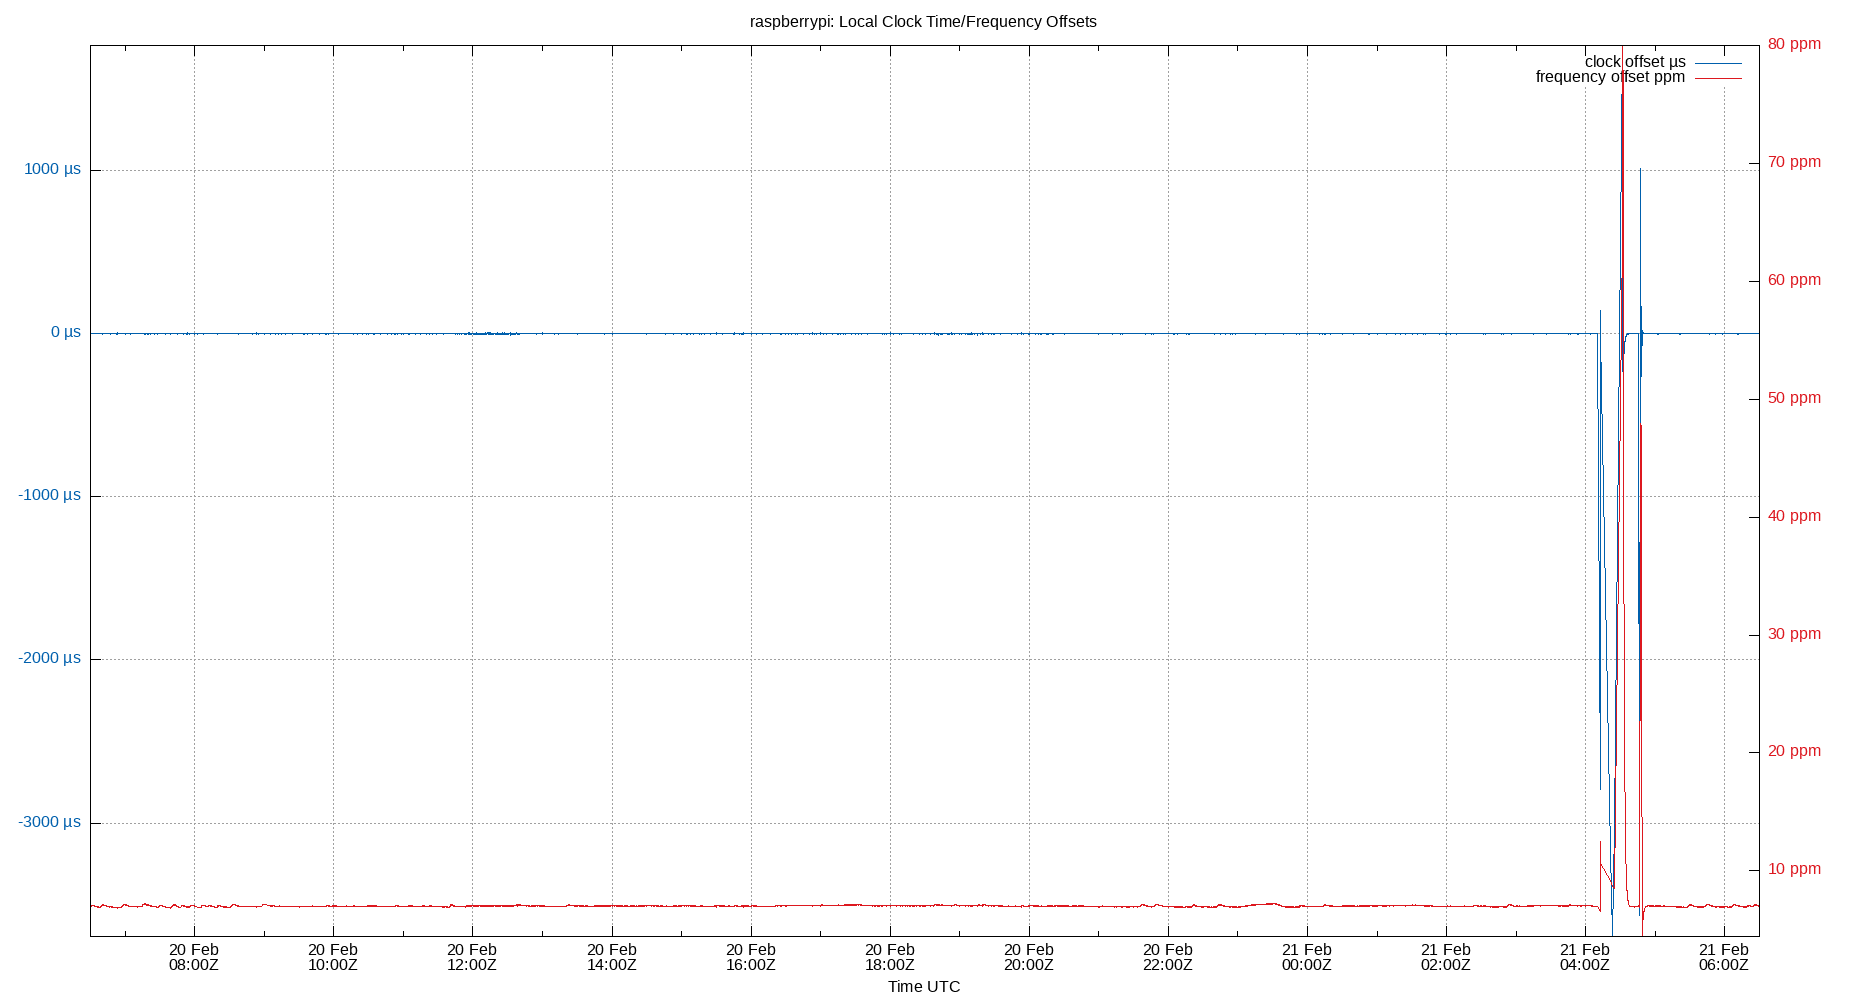 raspberrypi: Local Clock Time/Frequency Offsets
clock offset µs
frequency offset ppm
1000 µs
0 µs
-1000 µs
-2000 µs
-3000 µs
80 ppm
70 ppm
60 ppm
50 ppm
40 ppm
30 ppm
20 ppm
10 ppm
20 Feb 20 Feb 20 Feb 20 Feb 20 Feb 20 Feb 20 Feb 20 Feb 21 Feb 21 Feb 21 Feb 21 Feb
08:00Z 10:00Z 12:00Z 14:00Z 16:00Z 18:00Z 20:00Z 22:00Z 00:00Z 02:00Z 04:00Z 06:00Z
Time UTC